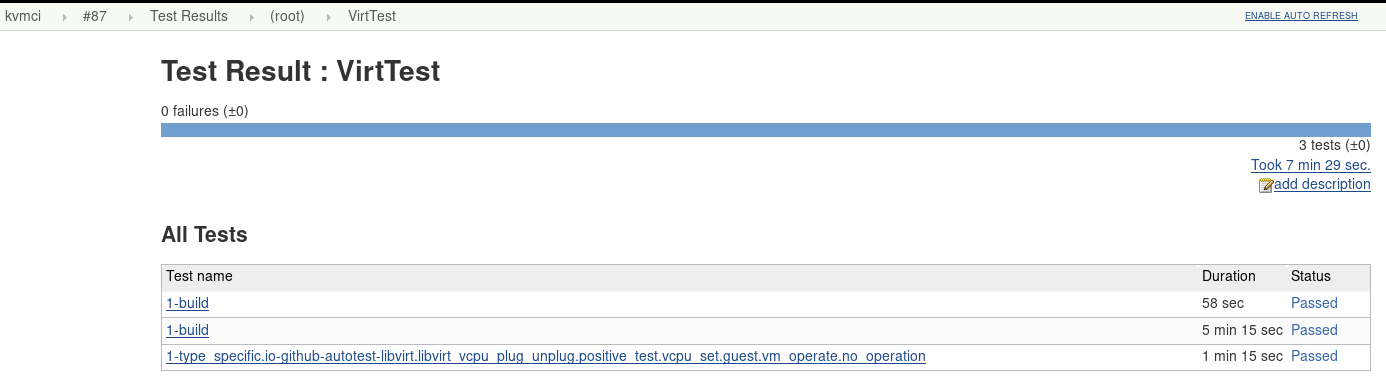 kvmci #87 Test Results (root) VirtTest ENABLE AUTO REFRESH
Test Result : VirtTest
0 failures (±0)
3 tests (±0)
Took 7 min 29 sec.
add description
All Tests
Test name Duration Status
1-build 58 sec Passed
1-build 5 min 15 sec Passed
1-type_specific.io-github-autotest-libvirt.libvirt_vcpu_plug_unplug.positive_test.vcpu_set.guest.vm_operate.no_operation 1 min 15 sec Passed